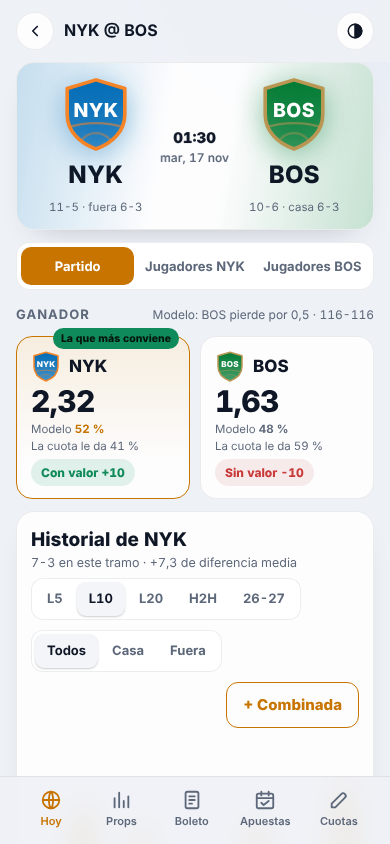 NYK @ BOS
NYK
BOS
01:30
mar, 17 nov
NYK
BOS
11-5 · fuera 6-3
10-6 · casa 6-3
Partido
Jugadores NYK
Jugadores BOS
GANADOR
Modelo: BOS pierde por 0,5 · 116-116
La que más conviene
NYK
NYK
2,32
Modelo 52 %
La cuota le da 41 %
Con valor +10
BOS
BOS
1,63
Modelo 48 %
La cuota le da 59 %
Sin valor -10
Historial de NYK
7-3 en este tramo · +7,3 de diferencia media
L5
L10
L20
H2H
26-27
Todos
Casa
Fuera
+ Combinada
Hoy
Props
Boleto
Apuestas
Cuotas